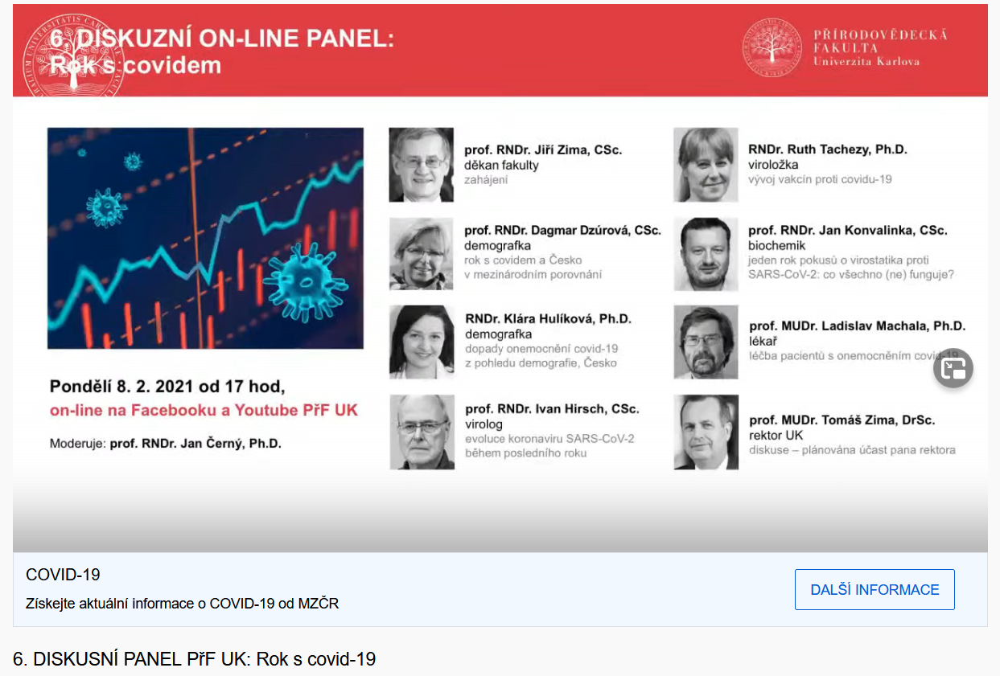 6. DISKUZNÍ ON-LINE PANEL:
Rok s covidem
PŘÍRODOVĚDECKÁ
FAKULTA
Univerzita Karlova
Pondělí 8. 2. 2021 od 17 hod,
on-line na Facebooku a Youtube PřF UK
Moderuje: prof. RNDr. Jan Černý, Ph.D.
prof. RNDr. Jiří Zima, CSc.
děkan fakulty
zahájení
prof. RNDr. Dagmar Dzúrová, CSc.
demografka
rok s covidem a Česko
v mezinárodním porovnání
RNDr. Klára Hulíková, Ph.D.
demografka
dopady onemocnění covid-19
z pohledu demografie, Česko
prof. RNDr. Ivan Hirsch, CSc.
virolog
evoluce koronaviru SARS-CoV-2
během posledního roku
RNDr. Ruth Tachezy, Ph.D.
viroložka
vývoj vakcín proti covidu-19
prof. RNDr. Jan Konvalinka, CSc.
biochemik
jeden rok pokusů o virostatika proti
SARS-CoV-2: co všechno (ne) funguje?
prof. MUDr. Ladislav Machala, Ph.D.
lékař
léčba pacientů s onemocněním covid-19
prof. MUDr. Tomáš Zima, DrSc.
rektor UK
diskuse – plánována účast pana rektora
COVID-19
Získejte aktuální informace o COVID-19 od MZČR
DALŠÍ INFORMACE
6. DISKUSNÍ PANEL PřF UK: Rok s covid-19